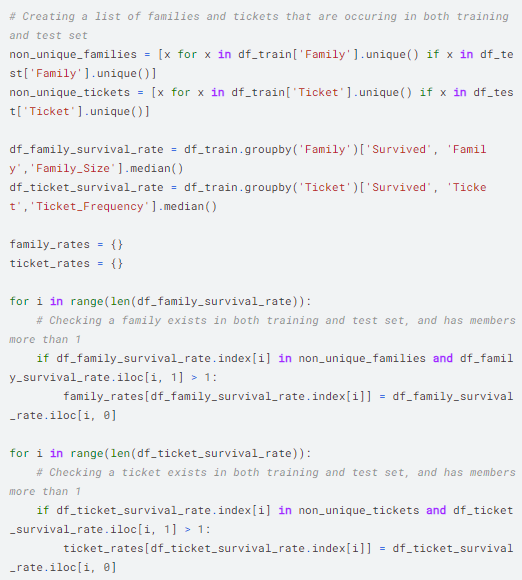 # Creating a list of families and tickets that are occuring in both training
and test set
non_unique_families = [x for x in df_train['Family'].unique() if x in df_te
st['Family'].unique()]
non_unique_tickets = [x for x in df_train['Ticket'].unique() if x in df_tes
t['Ticket'].unique()]

df_family_survival_rate = df_train.groupby('Family')['Survived', 'Famil
y','Family_Size'].median()
df_ticket_survival_rate = df_train.groupby('Ticket')['Survived', 'Ticke
t','Ticket_Frequency'].median()

family_rates = {}
ticket_rates = {}

for i in range(len(df_family_survival_rate)):
    # Checking a family exists in both training and test set, and has members
more than 1
    if df_family_survival_rate.index[i] in non_unique_families and df_famil
y_survival_rate.iloc[i, 1] > 1:
        family_rates[df_family_survival_rate.index[i]] = df_family_survival
_rate.iloc[i, 0]

for i in range(len(df_ticket_survival_rate)):
    # Checking a ticket exists in both training and test set, and has members
more than 1
    if df_ticket_survival_rate.index[i] in non_unique_tickets and df_ticket
_survival_rate.iloc[i, 1] > 1:
        ticket_rates[df_ticket_survival_rate.index[i]] = df_ticket_survival
_rate.iloc[i, 0]